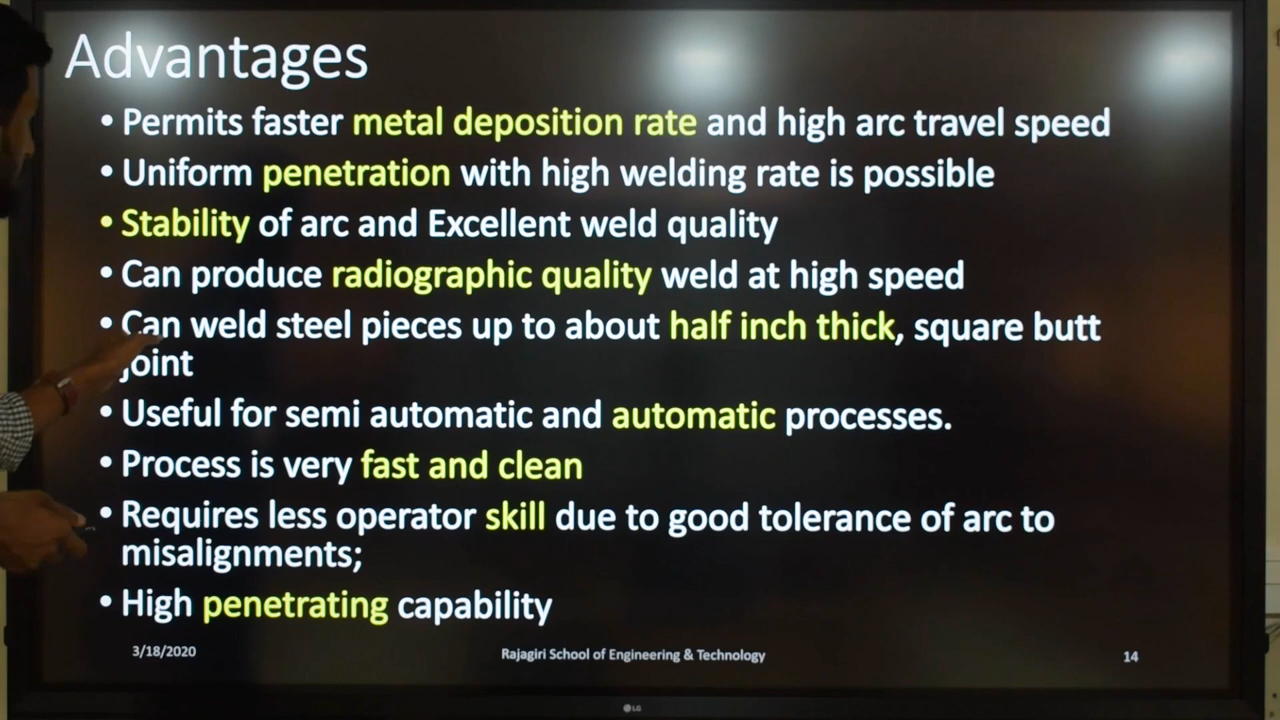 Advantages
• Permits faster metal deposition rate and high arc travel speed
• Uniform penetration with high welding rate is possible
• Stability of arc and Excellent weld quality
• Can produce radiographic quality weld at high speed
• Can weld steel pieces up to about half inch thick, square butt
joint
• Useful for semi automatic and automatic processes.
• Process is very fast and clean
• Requires less operator skill due to good tolerance of arc to
misalignments;
• High penetrating capability
3/18/2020 Rajagiri School of Engineering & Technology 14
LG